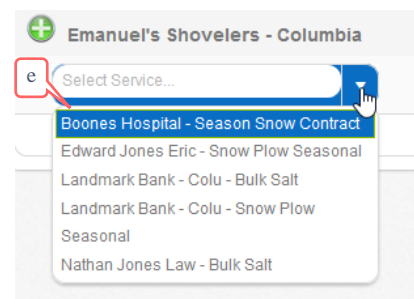 Emanuel's Shovelers - Columbia
e
Select Service...
Boones Hospital - Season Snow Contract
Edward Jones Eric - Snow Plow Seasonal
Landmark Bank - Colu - Bulk Salt
Landmark Bank - Colu - Snow Plow
Seasonal
Nathan Jones Law - Bulk Salt